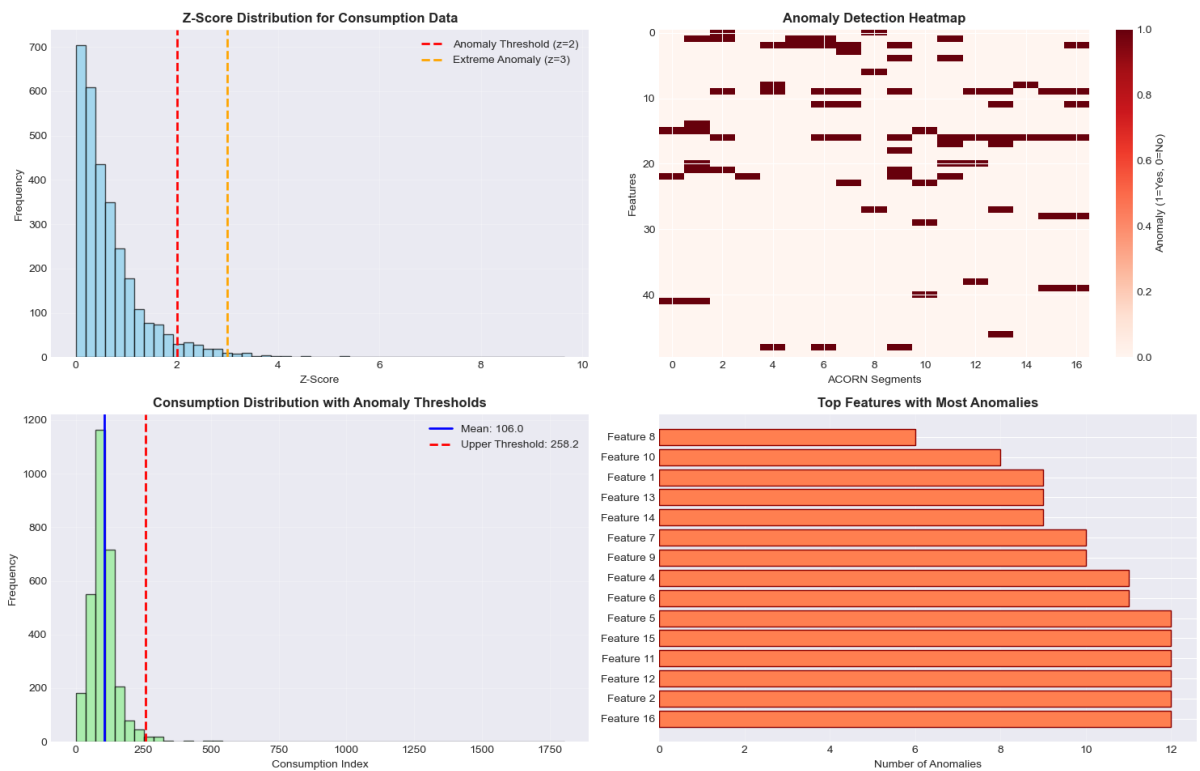 Z-Score Distribution for Consumption Data
Anomaly Threshold (z=2)
Extreme Anomaly (z=3)
Frequency
700
600
500
400
300
200
100
0
0 2 4 6 8 10
Z-Score
Anomaly Detection Heatmap
Features
0
10
20
30
40
0 2 4 6 8 10 12 14 16
ACORN Segments
1.0
0.8
0.6
0.4
0.2
0.0
Anomaly (1=Yes, 0=No)
Consumption Distribution with Anomaly Thresholds
Mean: 106.0
Upper Threshold: 258.2
Frequency
1200
1000
800
600
400
200
0
0 250 500 750 1000 1250 1500 1750
Consumption Index
Top Features with Most Anomalies
Feature 8
Feature 10
Feature 1
Feature 13
Feature 14
Feature 7
Feature 9
Feature 4
Feature 6
Feature 5
Feature 15
Feature 11
Feature 12
Feature 2
Feature 16
0 2 4 6 8 10 12
Number of Anomalies